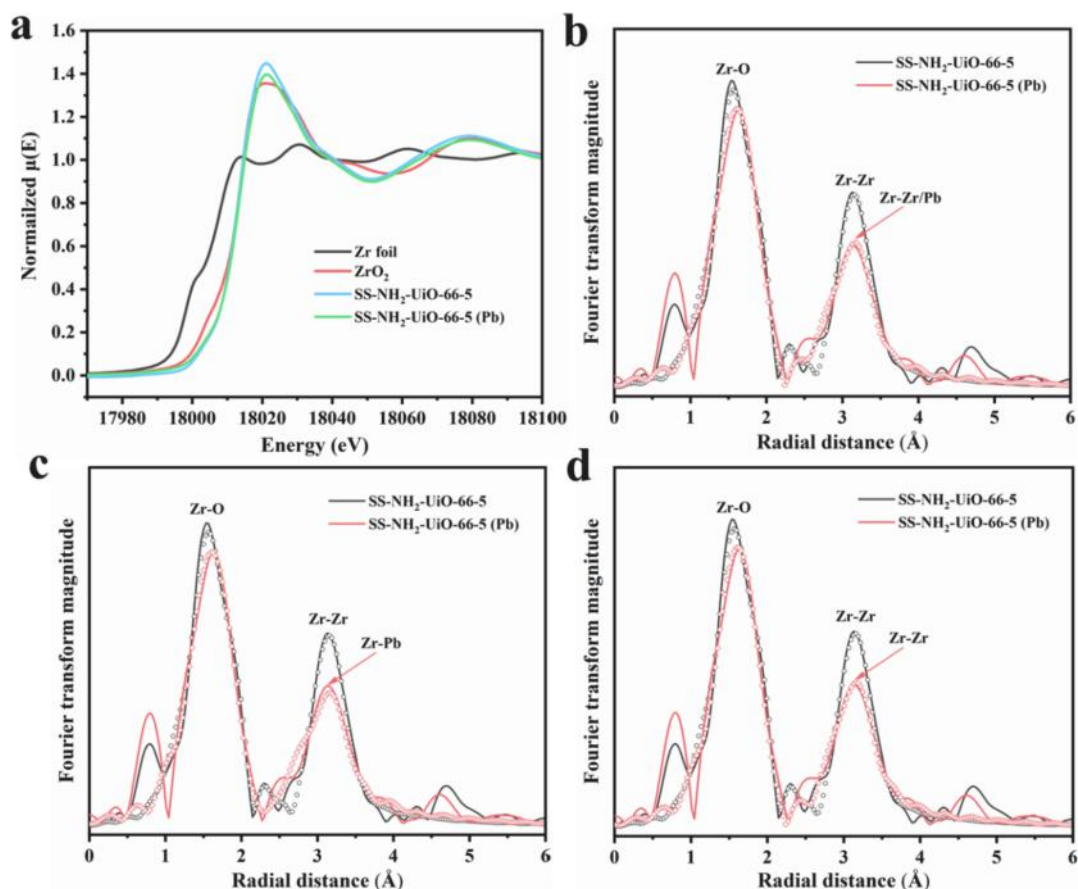 a
1.6
1.4
1.2
1.0
0.8
0.6
0.4
0.2
0.0
Normailzed μ(E)
Zr foil
ZrO2
SS-NH2-UiO-66-5
SS-NH2-UiO-66-5 (Pb)
17980 18000 18020 18040 18060 18080 18100
Energy (eV)
b
SS-NH2-UiO-66-5
SS-NH2-UiO-66-5 (Pb)
Zr-O
Zr-Zr
Zr-Zr/Pb
Fourier transform magnitude
0 1 2 3 4 5 6
Radial distance (Å)
c
SS-NH2-UiO-66-5
SS-NH2-UiO-66-5 (Pb)
Zr-O
Zr-Zr
Zr-Pb
Fourier transform magnitude
0 1 2 3 4 5 6
Radial distance (Å)
d
SS-NH2-UiO-66-5
SS-NH2-UiO-66-5 (Pb)
Zr-O
Zr-Zr
Zr-Zr
Fourier transform magnitude
0 1 2 3 4 5 6
Radial distance (Å)